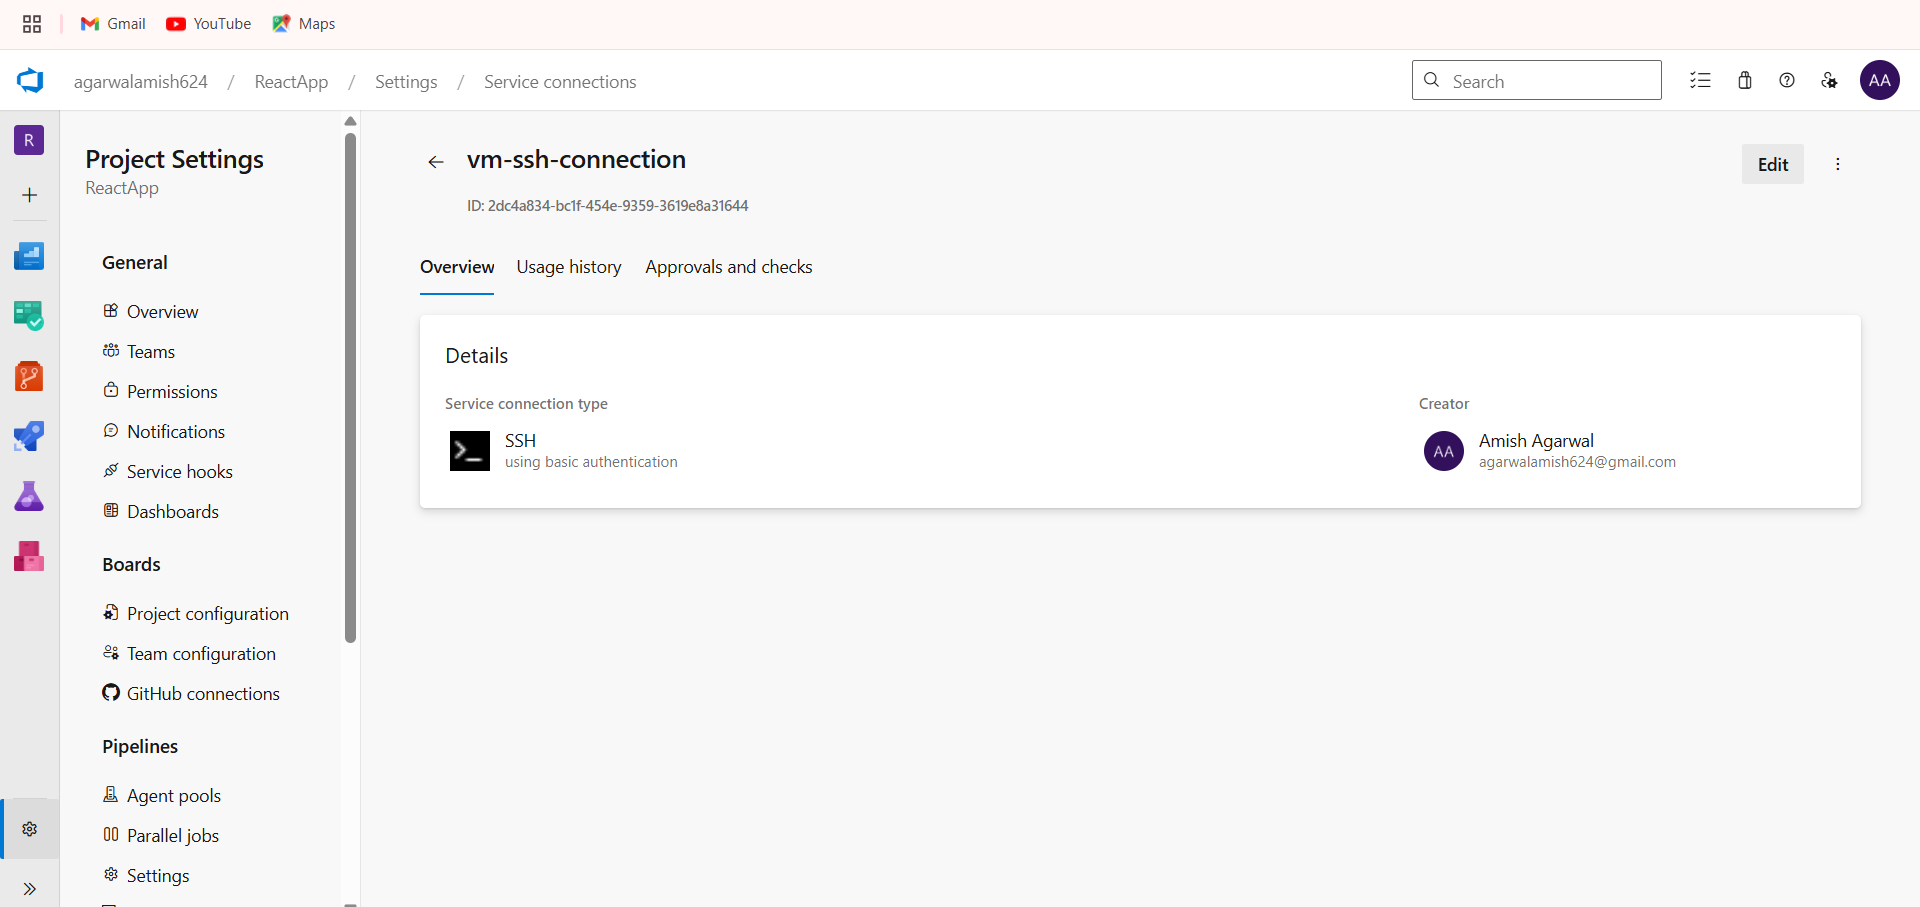 Gmail YouTube Maps
agarwalamish624 / ReactApp / Settings / Service connections
Search
AA
R
Project Settings
ReactApp
General
Overview
Teams
Permissions
Notifications
Service hooks
Dashboards
Boards
Project configuration
Team configuration
GitHub connections
Pipelines
Agent pools
Parallel jobs
Settings
vm-ssh-connection
Edit
ID: 2dc4a834-bc1f-454e-9359-3619e8a31644
Overview Usage history Approvals and checks
Details
Service connection type
SSH
using basic authentication
Creator
AA
Amish Agarwal
agarwalamish624@gmail.com